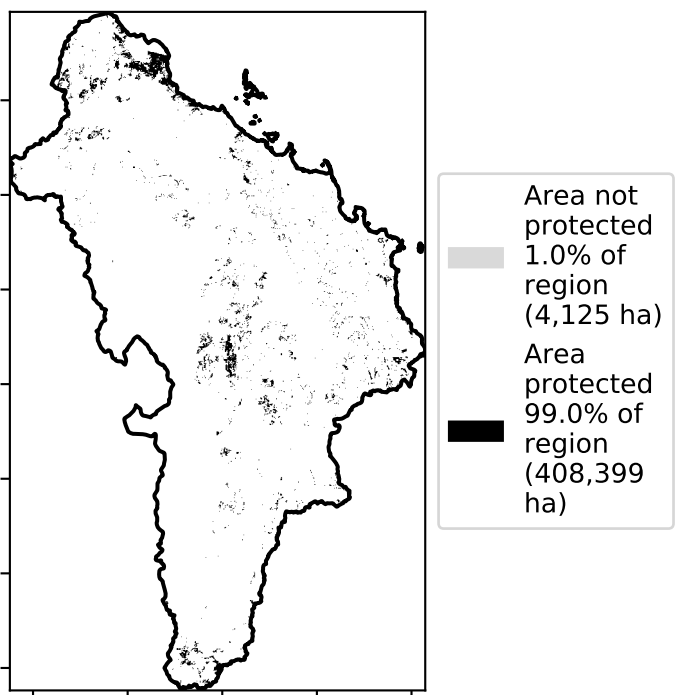 Area not
protected
1.0% of
region
(4,125 ha)
Area
protected
99.0% of
region
(408,399
ha)